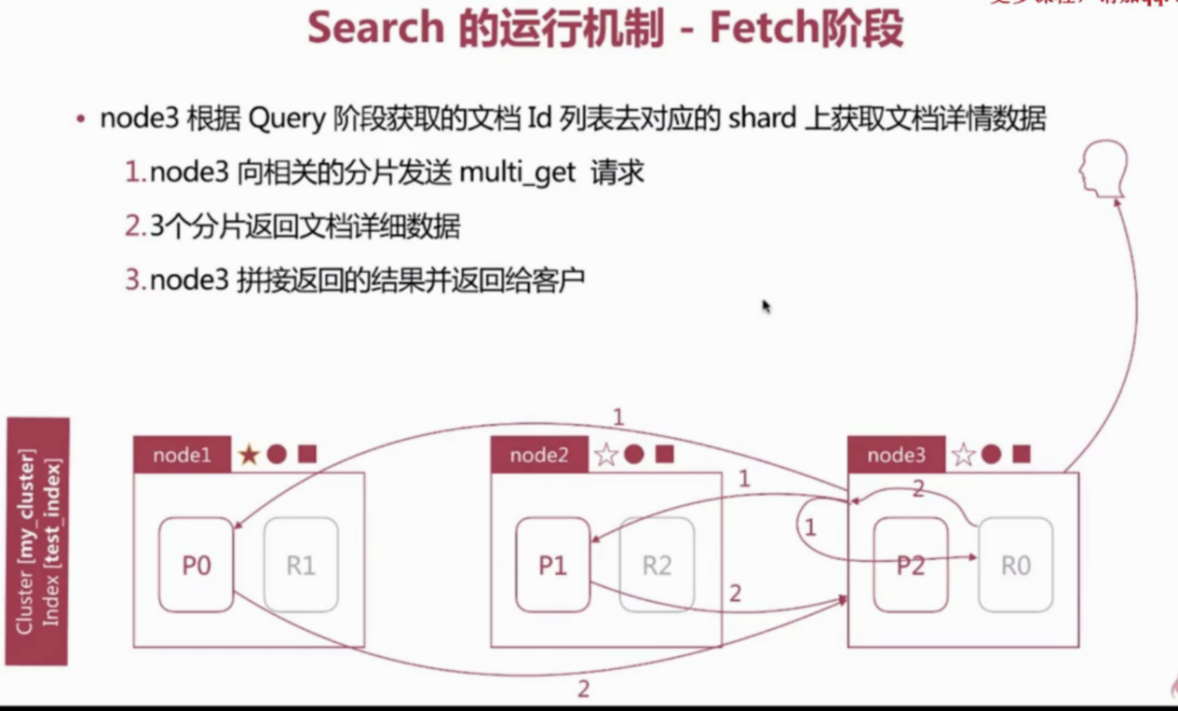 Search 的运行机制 - Fetch阶段
• node3 根据 Query 阶段获取的文档 Id 列表去对应的 shard 上获取文档详情数据
1.node3 向相关的分片发送 multi_get 请求
2.3个分片返回文档详细数据
3.node3 拼接返回的结果并返回给客户
Cluster [my_cluster]
Index [test_index]
1
node1
node2
node3
1
2
1
P0
R1
P1
R2
P2
R0
2
2